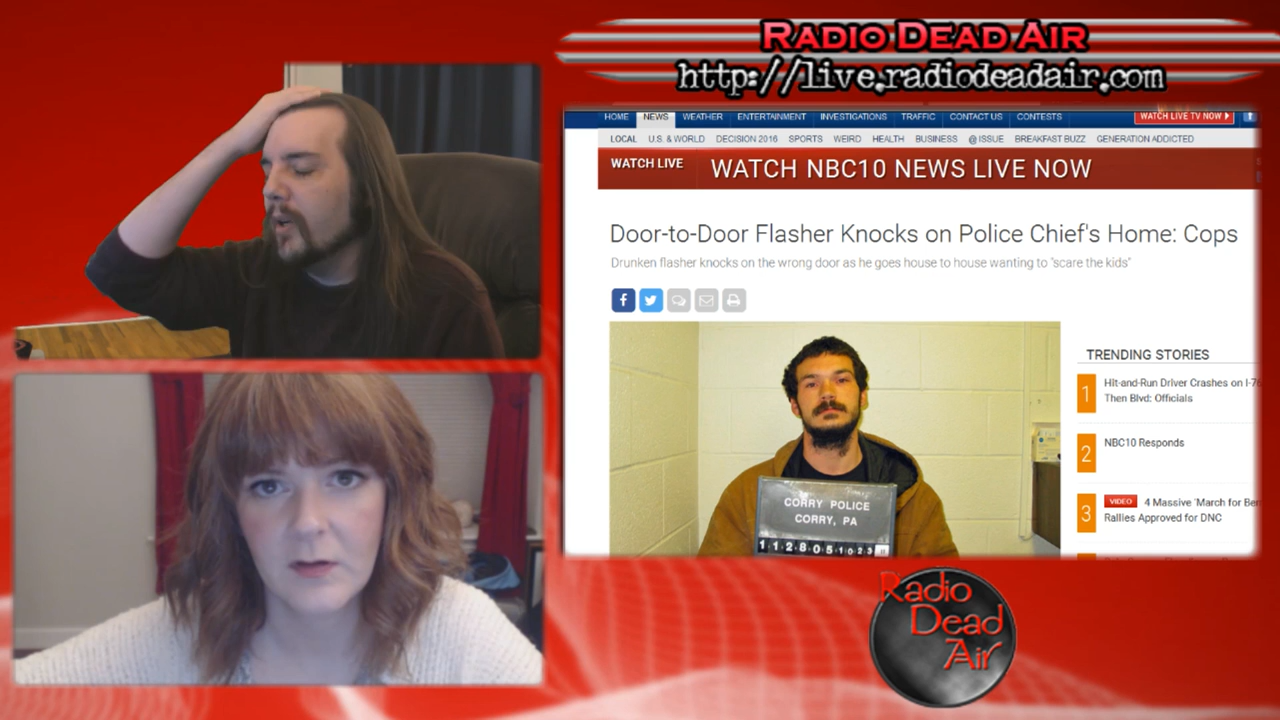 RADIO DEAD AIR
http://live.radiodeadair.com
HOME NEWS WEATHER ENTERTAINMENT INVESTIGATIONS TRAFFIC CONTACT US CONTESTS WATCH LIVE TV NOW
LOCAL U.S. & WORLD DECISION 2016 SPORTS WEIRD HEALTH BUSINESS @ISSUE BREAKFAST BUZZ GENERATION ADDICTED
WATCH LIVE WATCH NBC10 NEWS LIVE NOW
Door-to-Door Flasher Knocks on Police Chief's Home: Cops
Drunken flasher knocks on the wrong door as he goes house to house wanting to "scare the kids"
TRENDING STORIES
1 Hit-and-Run Driver Crashes on I-76
Then Blvd: Officials
2 NBC10 Responds
3 VIDEO 4 Massive 'March for Ber
Rallies Approved for DNC
CORRY POLICE
CORRY, PA
Radio
Dead
Air